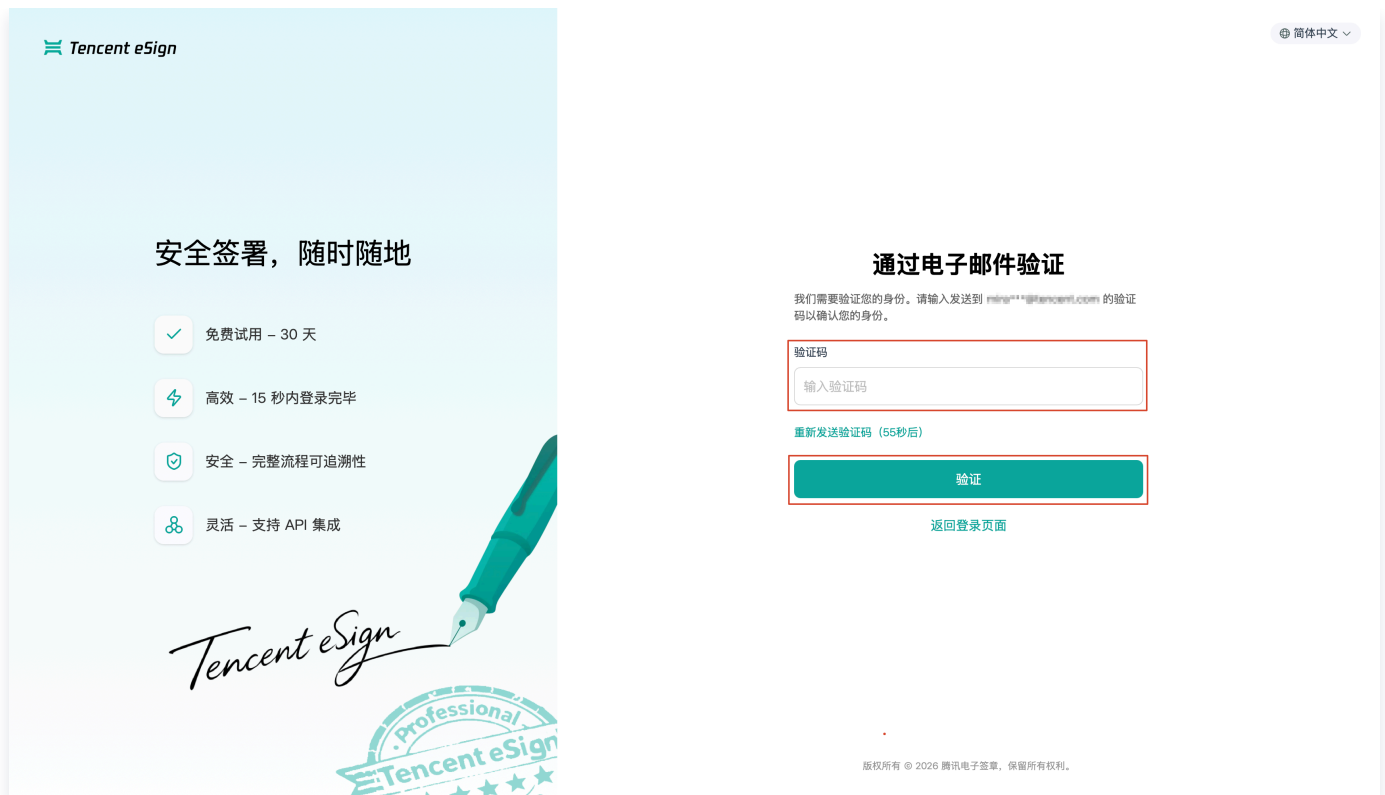 Tencent eSign
简体中文
安全签署，随时随地
免费试用 – 30 天
高效 – 15 秒内登录完毕
安全 – 完整流程可追溯性
灵活 – 支持 API 集成
Tencent eSign
Professional
Tencent eSign
通过电子邮件验证
我们需要验证您的身份。请输入发送到 的验证
码以确认您的身份。
验证码
输入验证码
重新发送验证码（55秒后）
验证
返回登录页面
版权所有 © 2026 腾讯电子签章，保留所有权利。